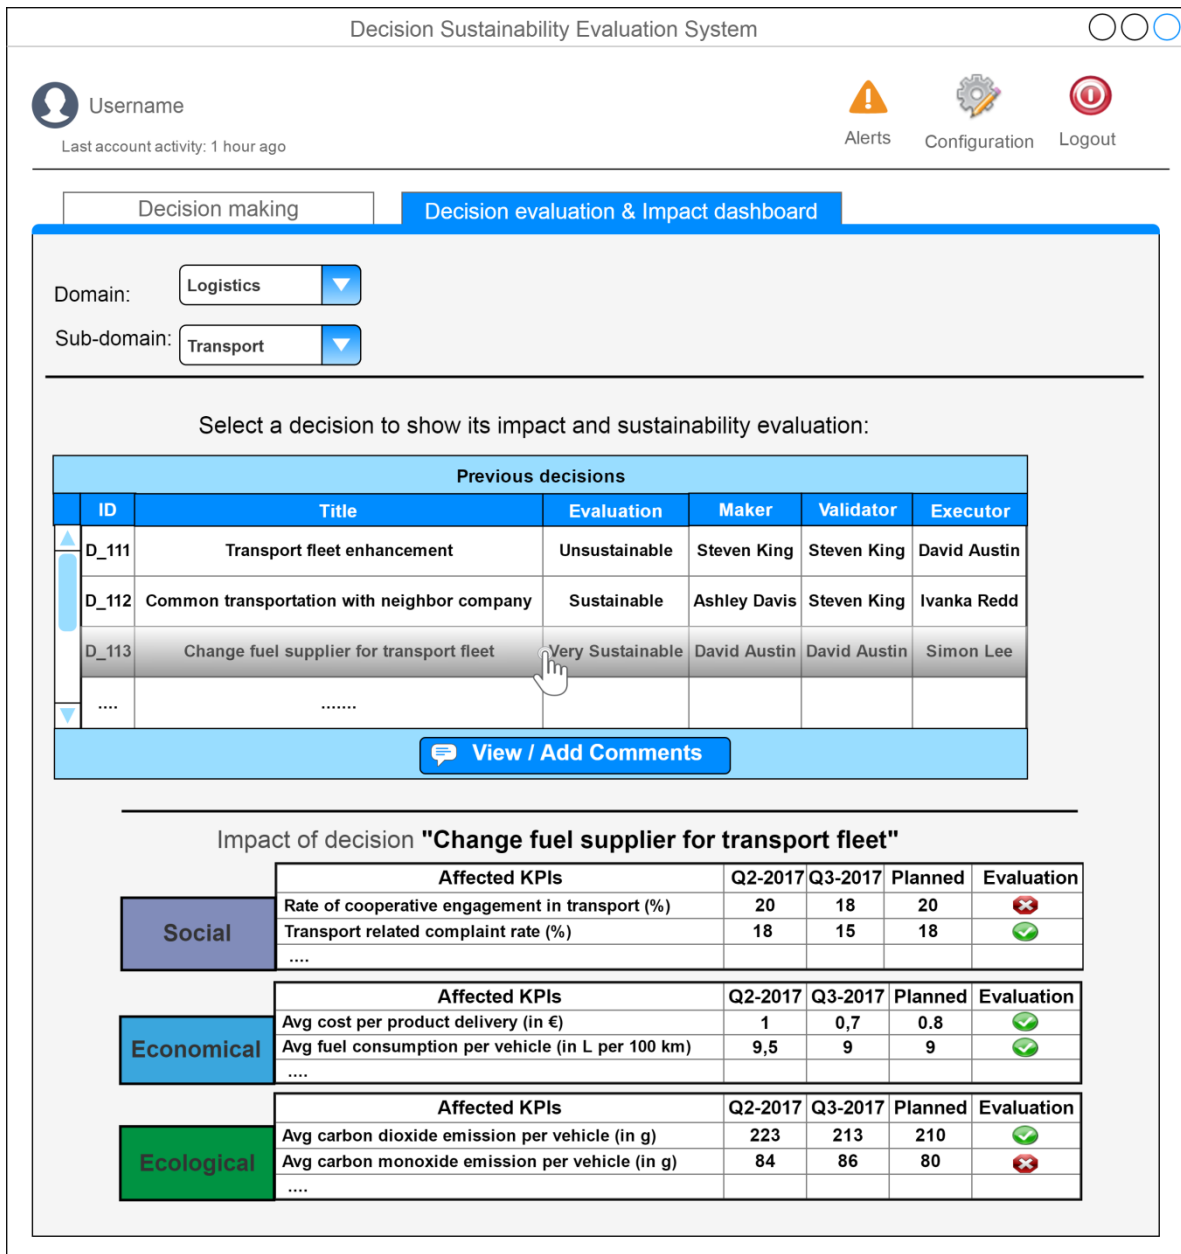 Decision Sustainability Evaluation System
Username
Last account activity: 1 hour ago
Alerts
Configuration
Logout
Decision making
Decision evaluation & Impact dashboard
Domain: Logistics
Sub-domain: Transport
Select a decision to show its impact and sustainability evaluation:
Previous decisions
ID Title Evaluation Maker Validator Executor
D_111 Transport fleet enhancement Unsustainable Steven King Steven King David Austin
D_112 Common transportation with neighbor company Sustainable Ashley Davis Steven King Ivanka Redd
D_113 Change fuel supplier for transport fleet Very Sustainable David Austin David Austin Simon Lee
.... .......
View / Add Comments
Impact of decision "Change fuel supplier for transport fleet"
Affected KPIs Q2-2017 Q3-2017 Planned Evaluation
Social
Rate of cooperative engagement in transport (%) 20 18 20
Transport related complaint rate (%) 18 15 18
....
Affected KPIs Q2-2017 Q3-2017 Planned Evaluation
Economical
Avg cost per product delivery (in €) 1 0,7 0.8
Avg fuel consumption per vehicle (in L per 100 km) 9,5 9 9
....
Affected KPIs Q2-2017 Q3-2017 Planned Evaluation
Ecological
Avg carbon dioxide emission per vehicle (in g) 223 213 210
Avg carbon monoxide emission per vehicle (in g) 84 86 80
....